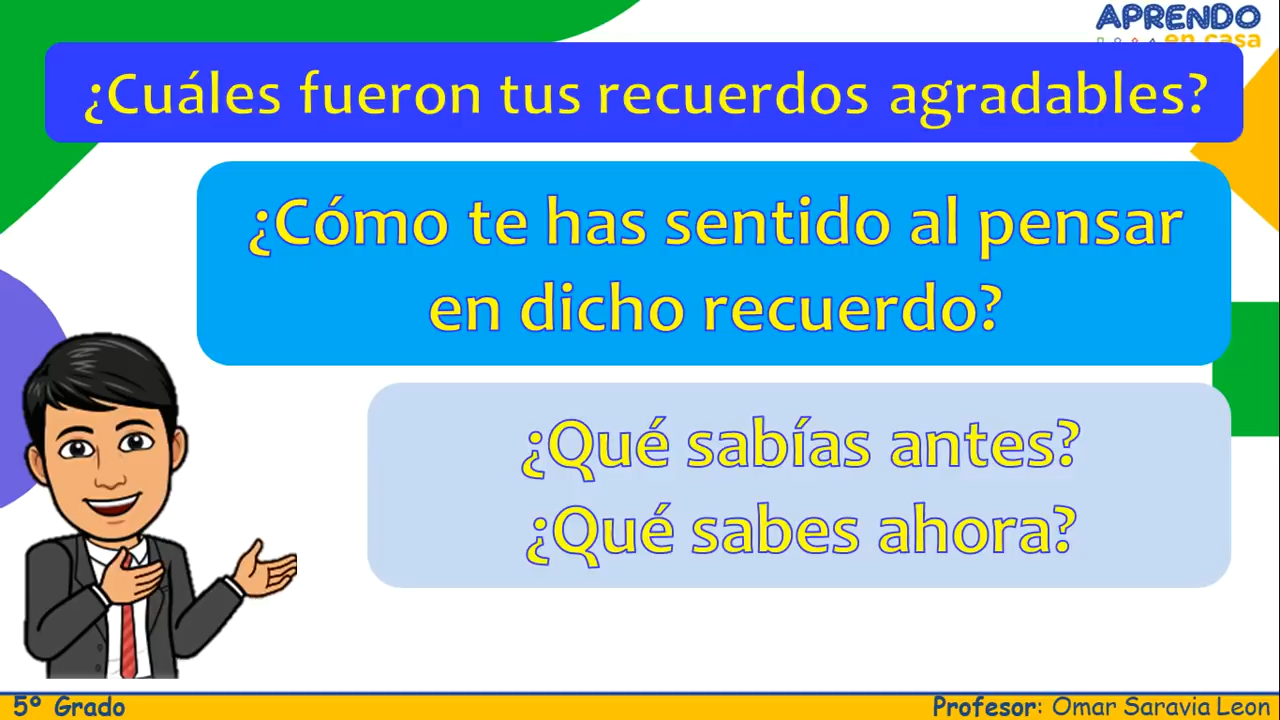 APRENDO
en casa
¿Cuáles fueron tus recuerdos agradables?
¿Cómo te has sentido al pensar
en dicho recuerdo?
¿Qué sabías antes?
¿Qué sabes ahora?
5º Grado
Profesor: Omar Saravia Leon